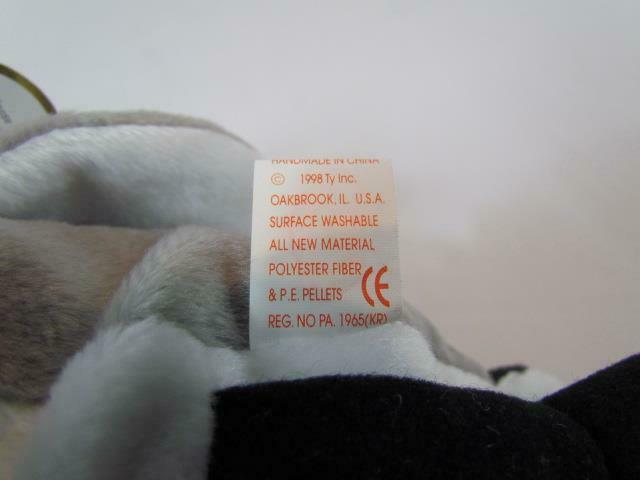 HANDMADE IN CHINA
© 1998 Ty Inc.
OAKBROOK, IL. U.S.A.
SURFACE WASHABLE
ALL NEW MATERIAL
POLYESTER FIBER
& P.E. PELLETS CE
REG. NO PA. 1965(KR)